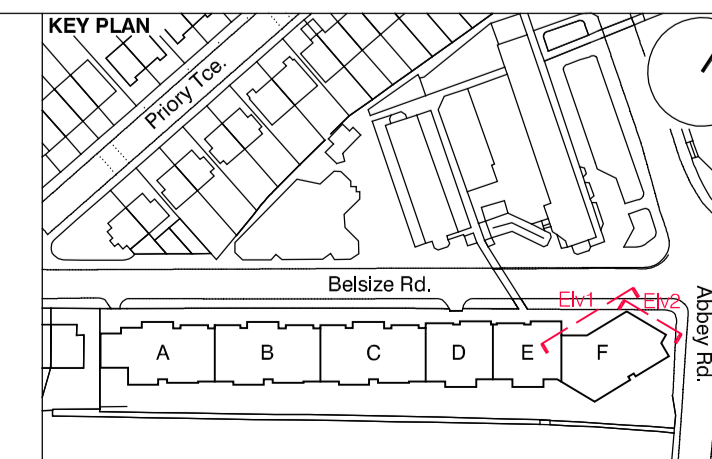 KEY PLAN
Priory Tce.
Belsize Rd.
Elv1
Elv2
Abbey Rd.
A
B
C
D
E
F